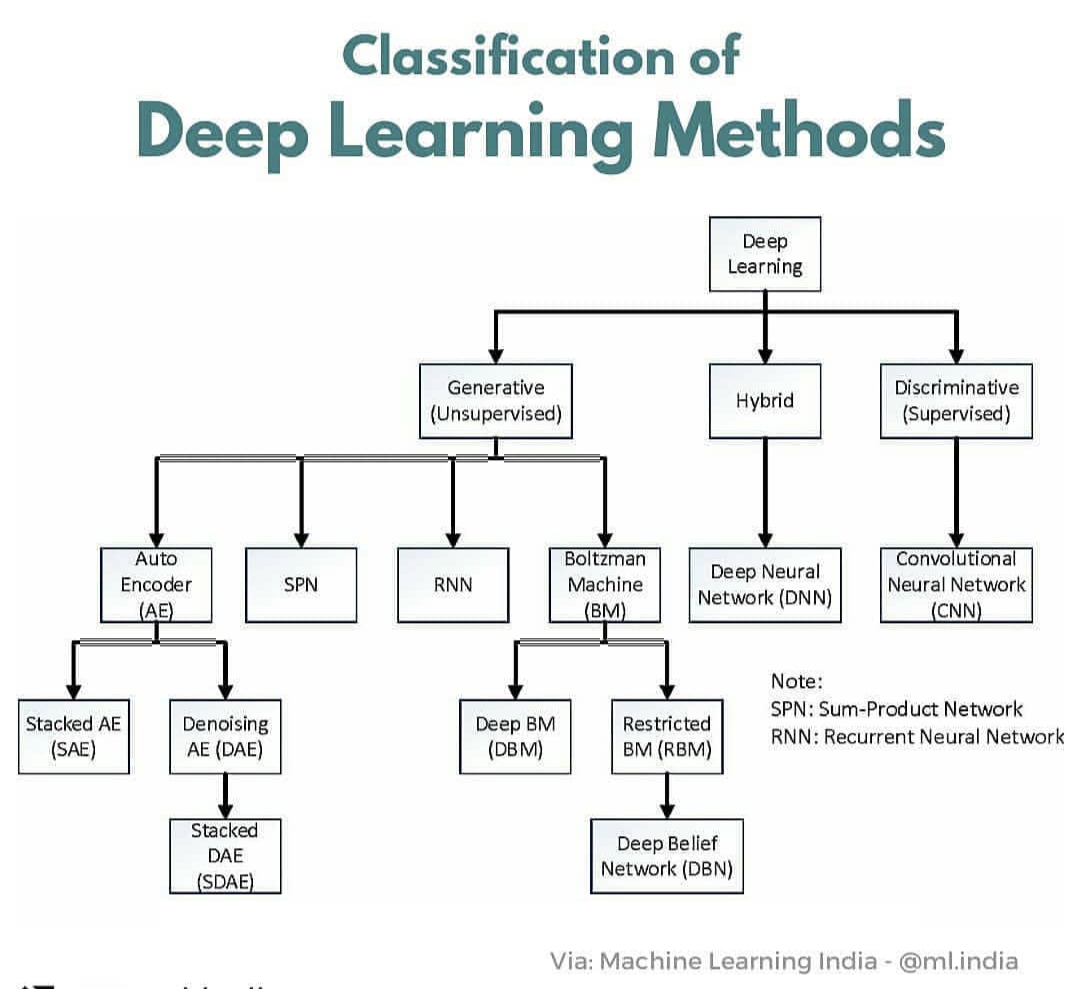 Classification of
Deep Learning Methods
Deep
Learning
Generative
(Unsupervised)
Hybrid
Discriminative
(Supervised)
Auto
Encoder
(AE)
SPN
RNN
Boltzman
Machine
(BM)
Deep Neural
Network (DNN)
Convolutional
Neural Network
(CNN)
Stacked AE
(SAE)
Denoising
AE (DAE)
Deep BM
(DBM)
Restricted
BM (RBM)
Note:
SPN: Sum-Product Network
RNN: Recurrent Neural Network
Stacked
DAE
(SDAE)
Deep Belief
Network (DBN)
Via: Machine Learning India - @ml.india